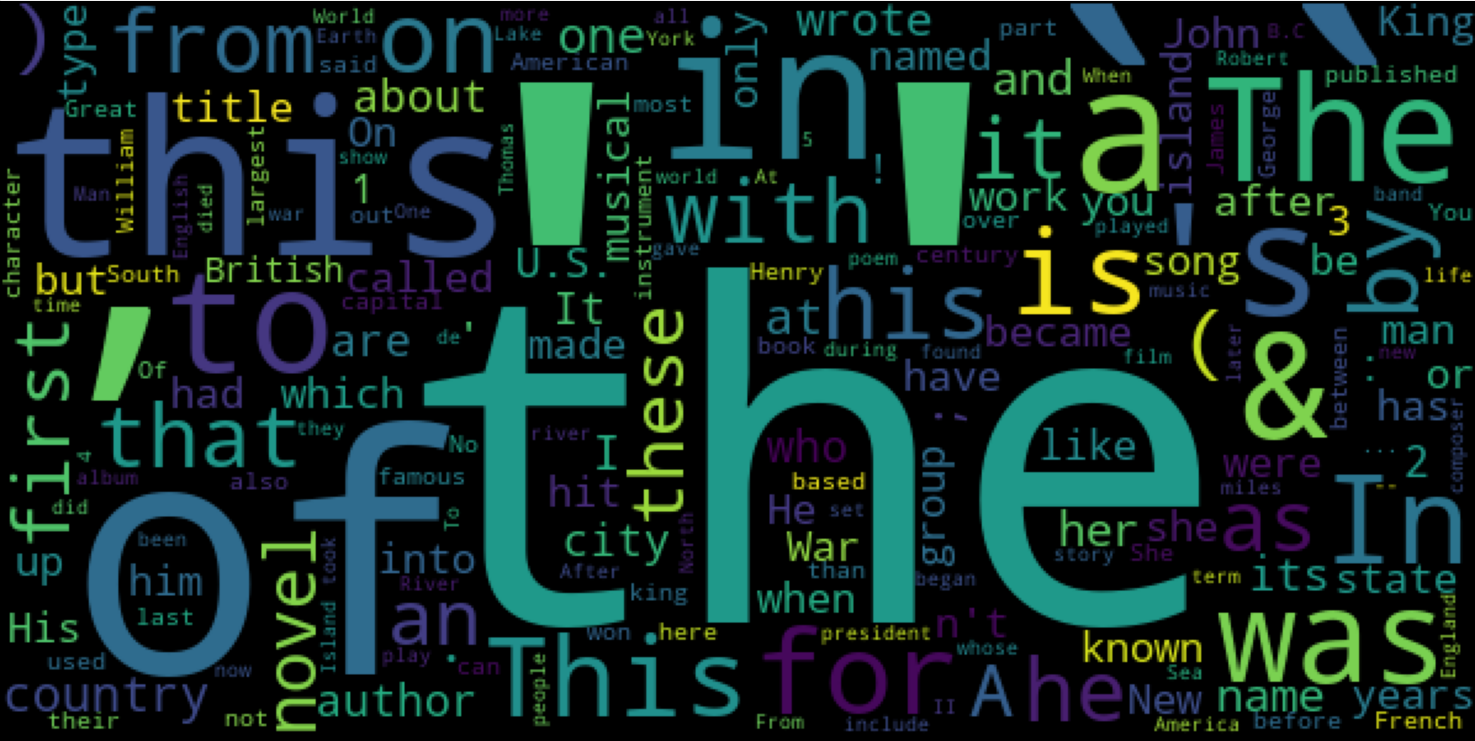 )
type
from
World
Earth
said
on
more
Lake
American
one
all
York
in
only
wrote
named
part
`
John
B.C
`
King
Great
this
title
about
'
most
and
When
a
island
Robert
The
published
William
largest
On
show
1
out
One
Thomas
musical
world
At
5
!
'
it
work
you
over
played
James
George
after
3
band
You
character
Man
English
died
war
with
gave
instrument
'
by
but
South
British
called
capital
U.S.
It
Henry
poem
century
is
song
music
s
be
life
time
to
are
de
'
made
these
at
his
book
during
found
became
film
(
later
&
between
man
new
:
or
first
,
Of
had
which
the
have
has
that
they
No
river
I
who
like
;
group
were
...
2
composer
4
album
also
famous
hit
based
miles
--
did
of
To
city
North
He
set
her
she
as
In
story
She
up
been
him
last
novel
took
Island
into
River
After
king
War
than
when
began
term
its
state
His
used
now
an
play
.
can
won
here
president
n't
whose
known
Sea
was
England
country
their
not
author
people
This
From
for
include
II
A
he
New
America
name
before
years
French